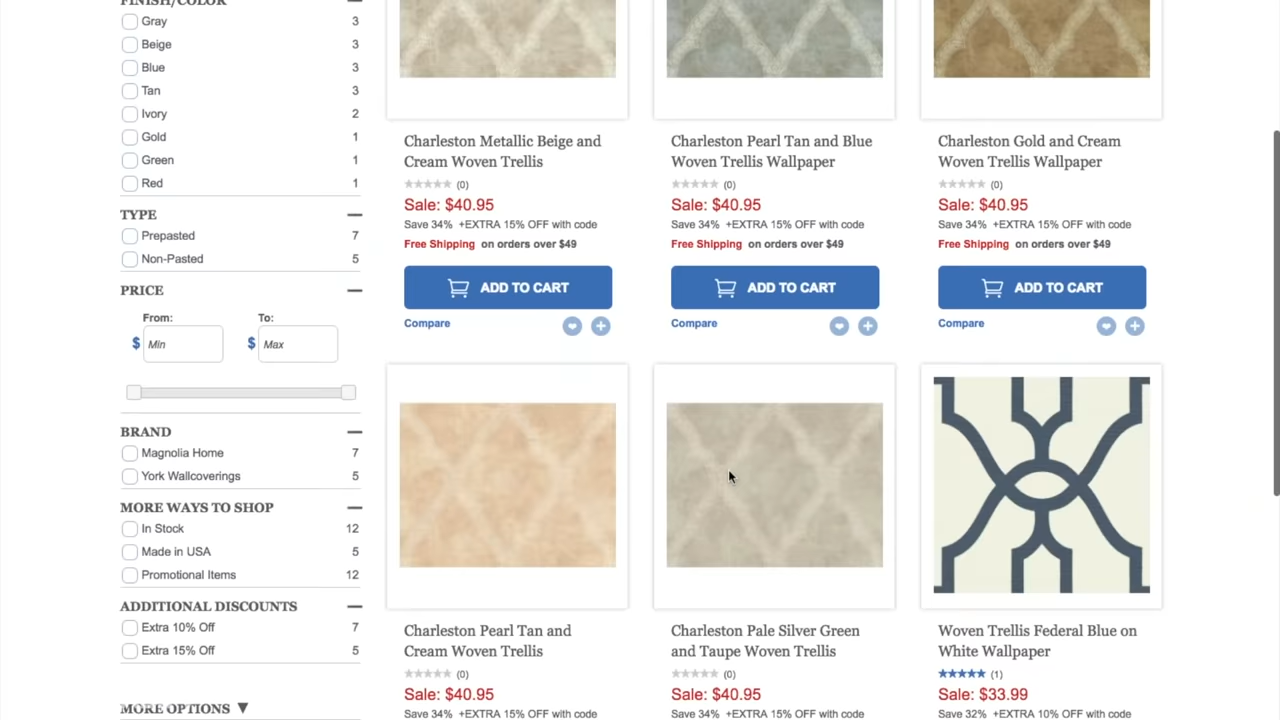 FINISH/COLOR
Gray 3
Beige 3
Blue 3
Tan 3
Ivory 2
Gold 1
Green 1
Red 1
TYPE
Prepasted 7
Non-Pasted 5
PRICE
From: To:
$ Min $ Max
BRAND
Magnolia Home 7
York Wallcoverings 5
MORE WAYS TO SHOP
In Stock 12
Made in USA 5
Promotional Items 12
ADDITIONAL DISCOUNTS
Extra 10% Off 7
Extra 15% Off 5
MORE OPTIONS ▼
Charleston Metallic Beige and
Cream Woven Trellis
(0)
Sale: $40.95
Save 34% +EXTRA 15% OFF with code
Free Shipping on orders over $49
ADD TO CART
Compare
Charleston Pearl Tan and Blue
Woven Trellis Wallpaper
(0)
Sale: $40.95
Save 34% +EXTRA 15% OFF with code
Free Shipping on orders over $49
ADD TO CART
Compare
Charleston Gold and Cream
Woven Trellis Wallpaper
(0)
Sale: $40.95
Save 34% +EXTRA 15% OFF with code
Free Shipping on orders over $49
ADD TO CART
Compare
Charleston Pearl Tan and
Cream Woven Trellis
(0)
Sale: $40.95
Save 34% +EXTRA 15% OFF with code
Charleston Pale Silver Green
and Taupe Woven Trellis
(0)
Sale: $40.95
Save 34% +EXTRA 15% OFF with code
Woven Trellis Federal Blue on
White Wallpaper
(1)
Sale: $33.99
Save 32% +EXTRA 10% OFF with code